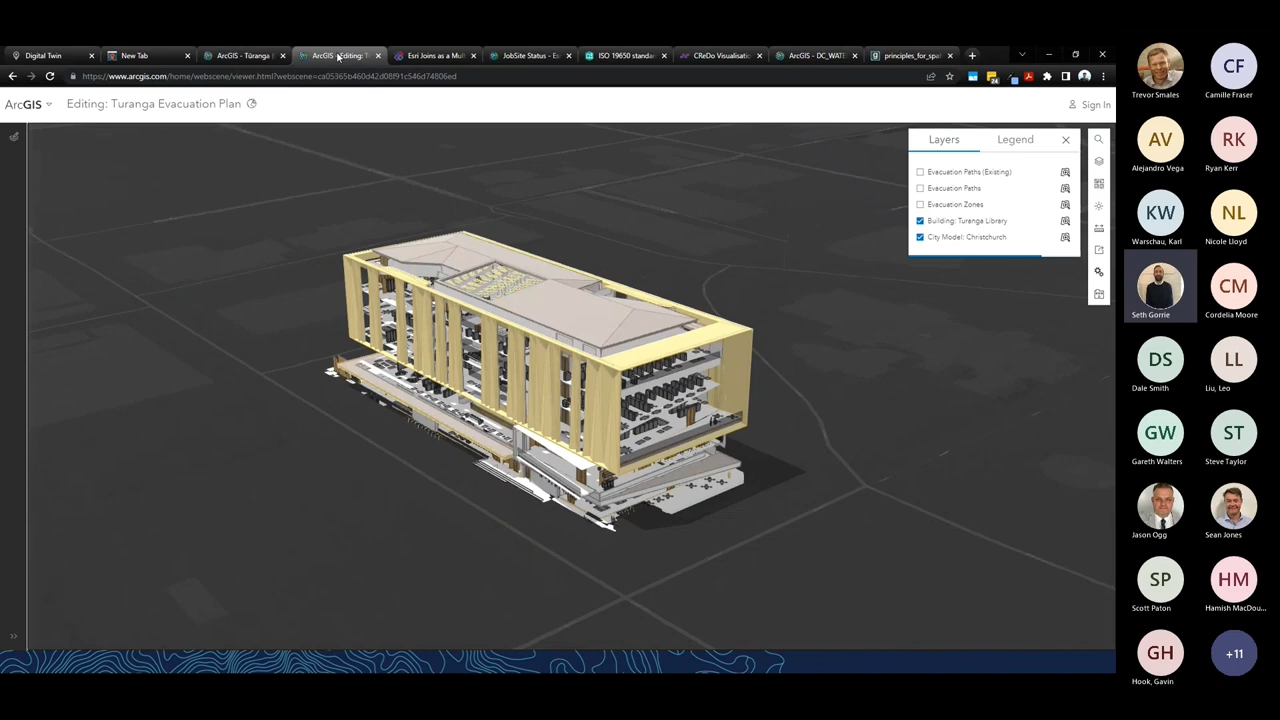 Digital Twin
New Tab
ArcGIS - Tūranga
ArcGIS - Editing: T
Esri Joins as a Mul
JobSite Status - Es
ISO 19650 standar
CReDo Visualisatio
ArcGIS - DC_WATE
principles_for_spat
https://www.arcgis.com/home/webscene/viewer.html?webscene=ca05365b460d42d08f91c546d74806ed
ArcGIS
Editing: Turanga Evacuation Plan
Sign In
Layers
Legend
Evacuation Paths (Existing)
Evacuation Paths
Evacuation Zones
Building: Turanga Library
City Model: Christchurch
Trevor Smales
CF
Camille Fraser
AV
Alejandro Vega
RK
Ryan Kerr
KW
Warschau, Karl
NL
Nicole Lloyd
Seth Gorrie
CM
Cordelia Moore
DS
Dale Smith
LL
Liu, Leo
GW
Gareth Walters
ST
Steve Taylor
Jason Ogg
Sean Jones
SP
Scott Paton
HM
Hamish MacDou...
GH
Hook, Gavin
+11